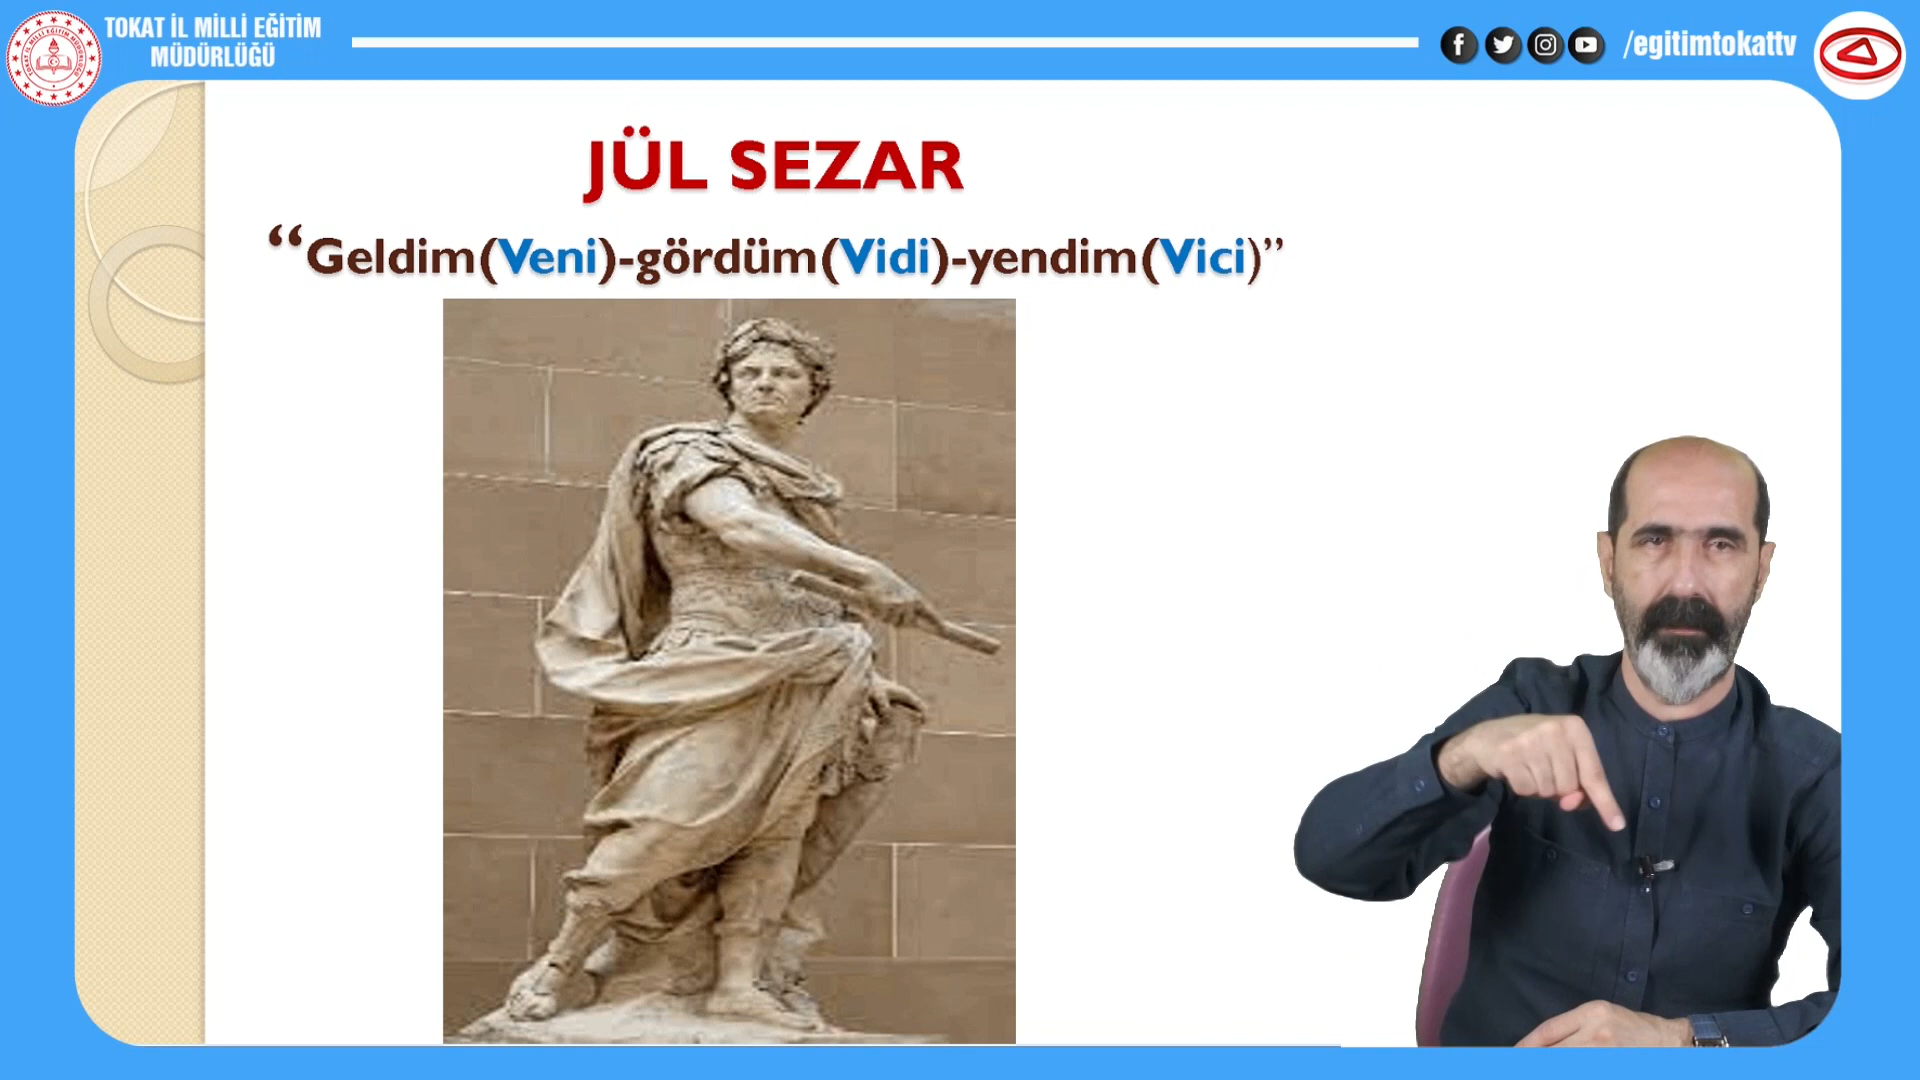 TOKAT İL MİLLİ EĞİTİM
MÜDÜRLÜĞÜ
/egitimtokattv
JÜL SEZAR
“Geldim(Veni)-gördüm(Vidi)-yendim(Vici)”